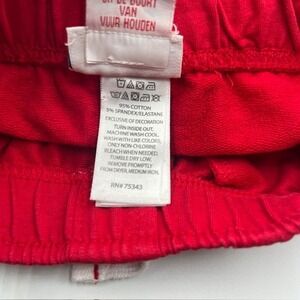 UIT DE BUURT
VAN
VUUR HOUDEN
95% COTTON
5% SPANDEX/ELASTANE
EXCLUSIVE OF DECORATION
TURN INSIDE OUT.
MACHINE WASH COOL.
WASH WITH LIKE COLORS.
ONLY NON-CHLORINE
BLEACH WHEN NEEDED.
TUMBLE DRY LOW.
REMOVE PROMPTLY
FROM DRYER. MEDIUM IRON.
RN# 75343